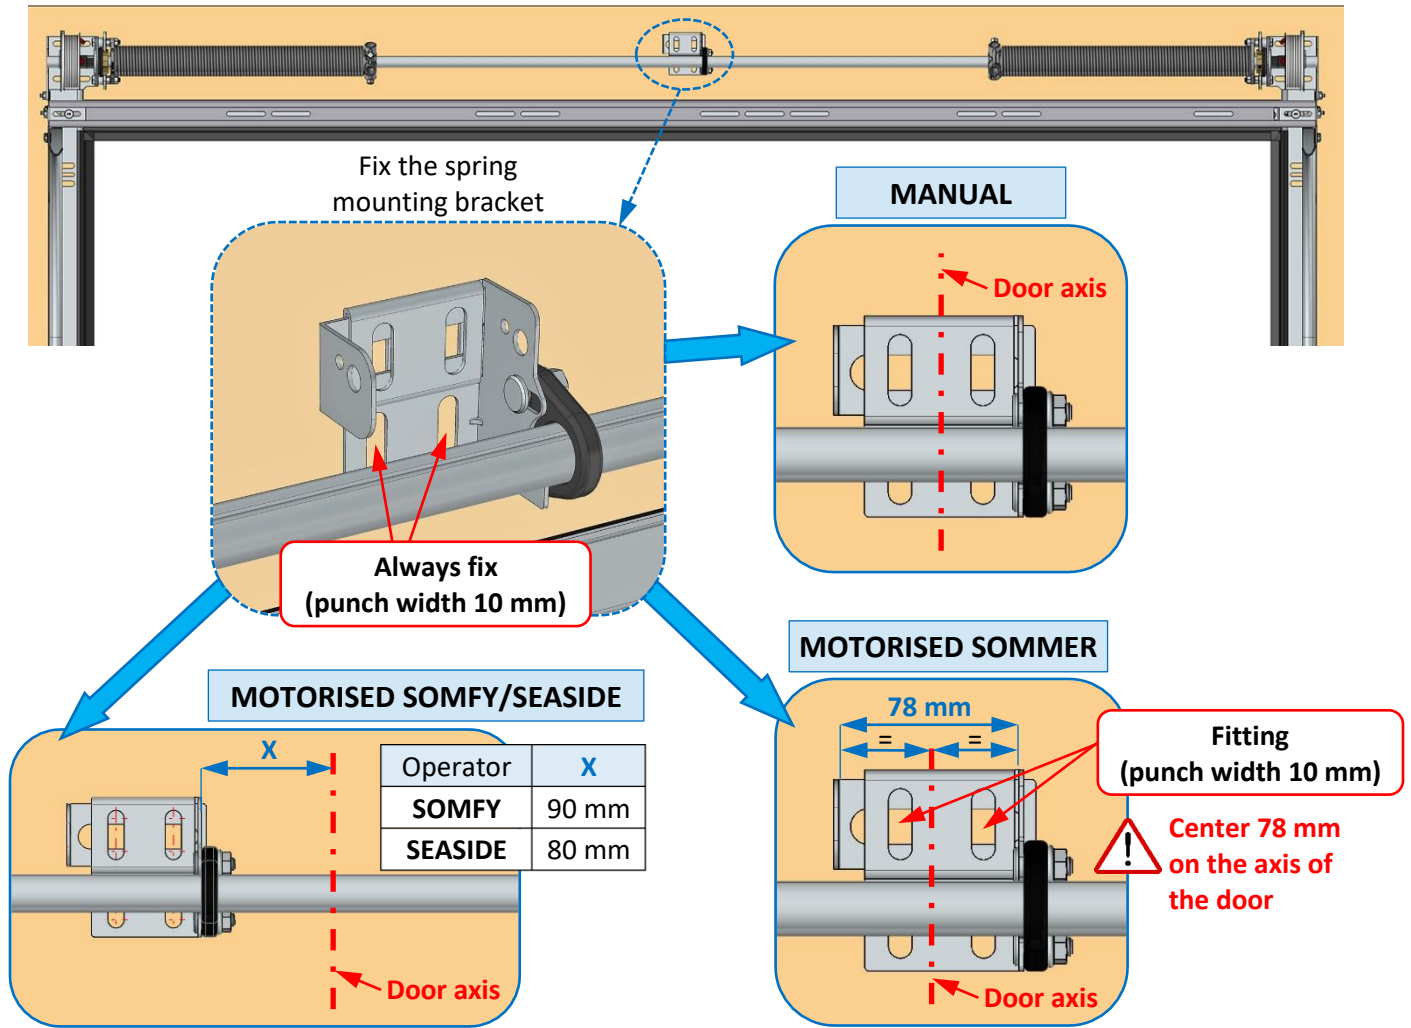 Fix the spring
mounting bracket
MANUAL
Door axis
Always fix
(punch width 10 mm)
MOTORISED SOMFY/SEASIDE
X
Operator X
SOMFY 90 mm
SEASIDE 80 mm
Door axis
MOTORISED SOMMER
78 mm
= =
Fitting
(punch width 10 mm)
Center 78 mm
on the axis of
the door
Door axis